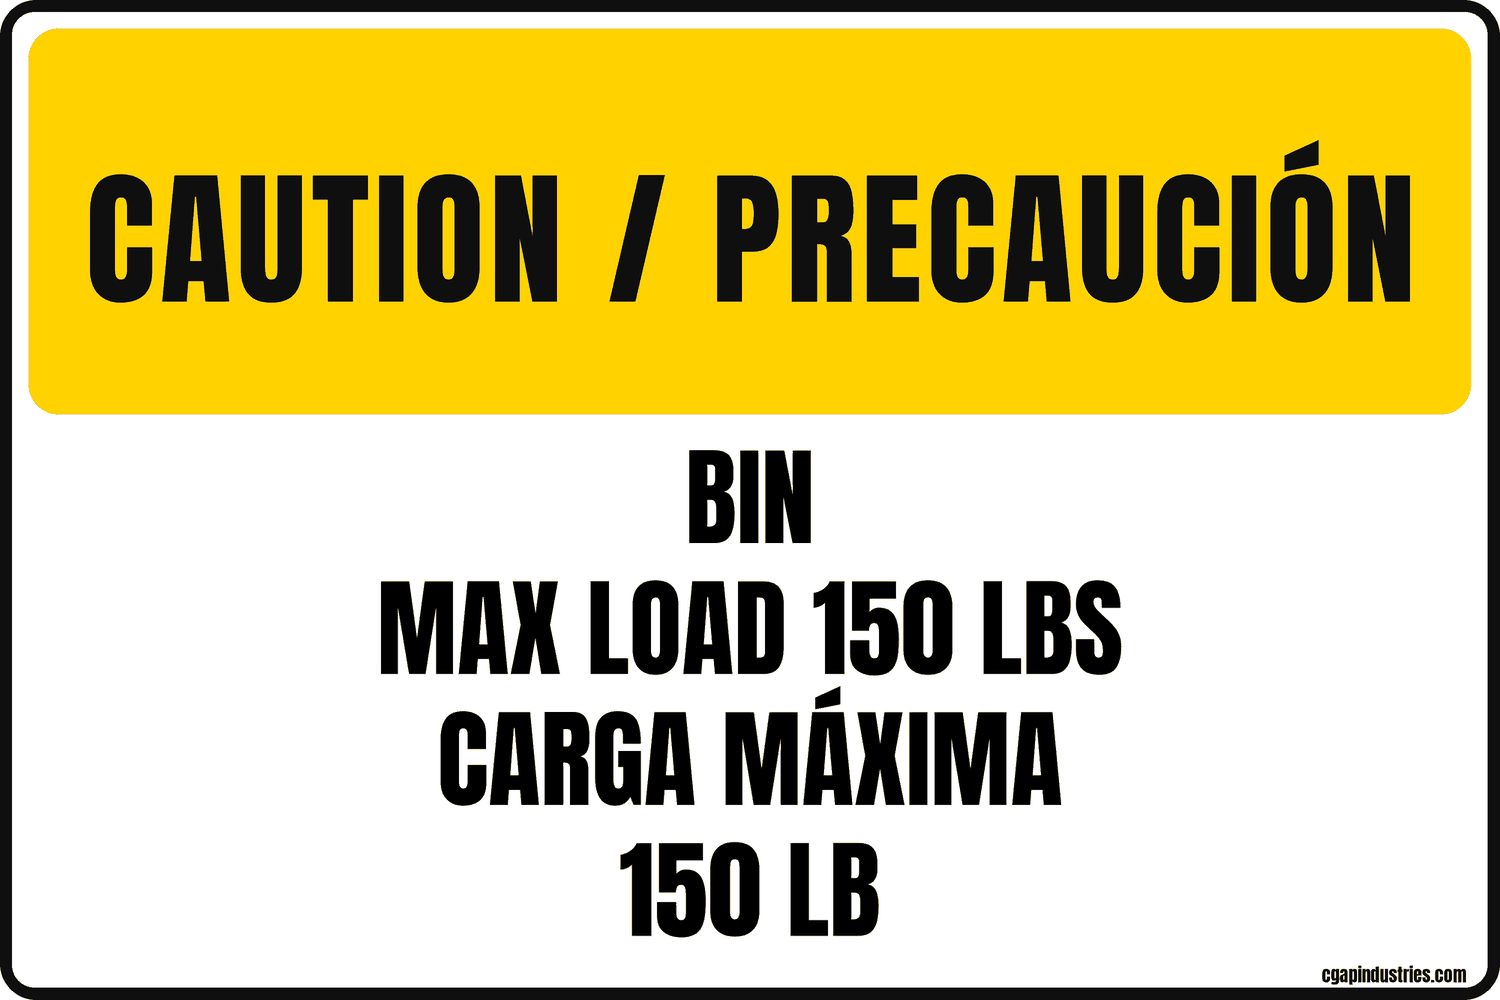 CAUTION / PRECAUCIÓN
BIN
MAX LOAD 150 LBS
CARGA MÁXIMA
150 LB
cgapindustries.com